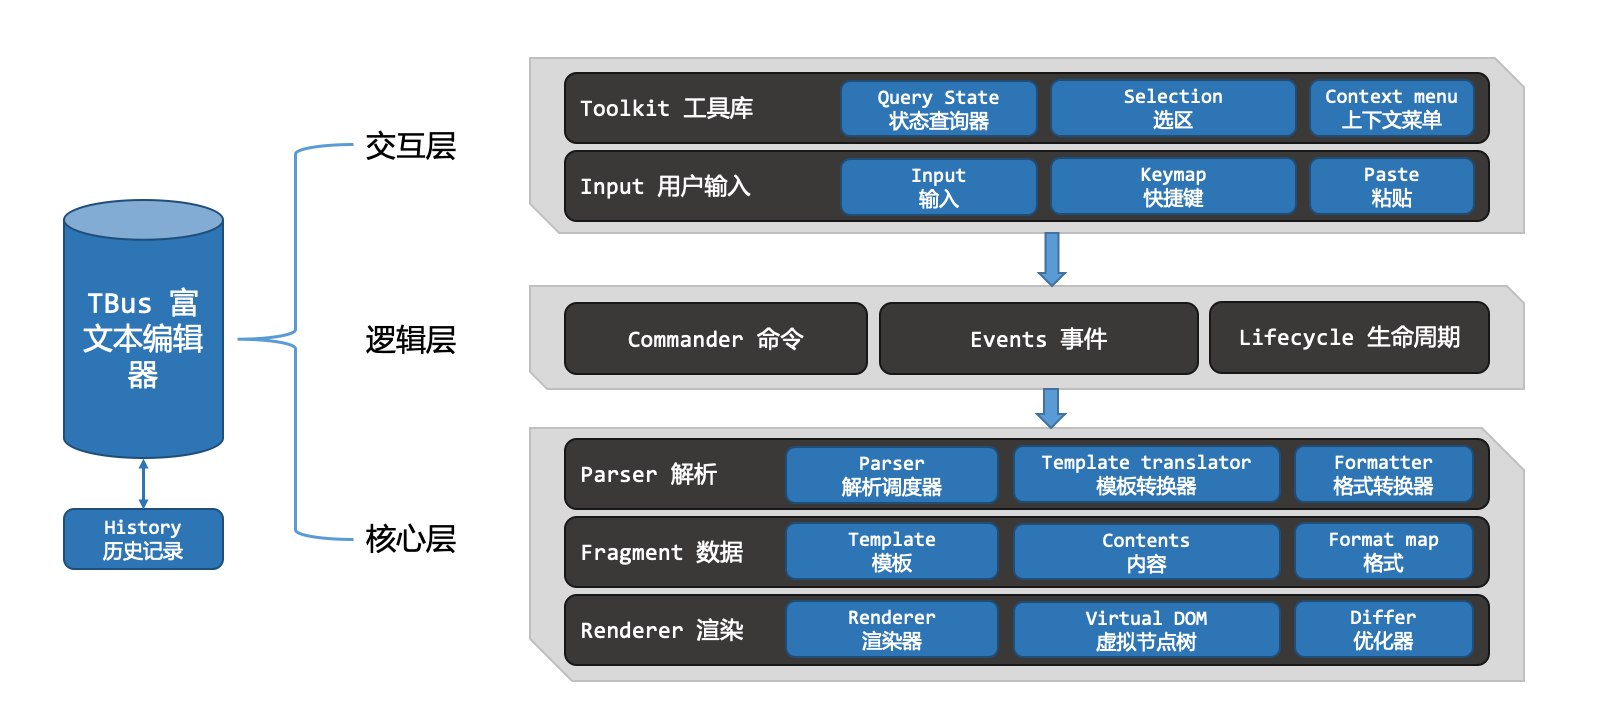 TBus 富
文本编辑
器
History
历史记录
交互层
Toolkit 工具库
Query State
状态查询器
Selection
选区
Context menu
上下文菜单
Input 用户输入
Input
输入
Keymap
快捷键
Paste
粘贴
逻辑层
Commander 命令
Events 事件
Lifecycle 生命周期
核心层
Parser 解析
Parser
解析调度器
Template translator
模板转换器
Formatter
格式转换器
Fragment 数据
Template
模板
Contents
内容
Format map
格式
Renderer 渲染
Renderer
渲染器
Virtual DOM
虚拟节点树
Differ
优化器